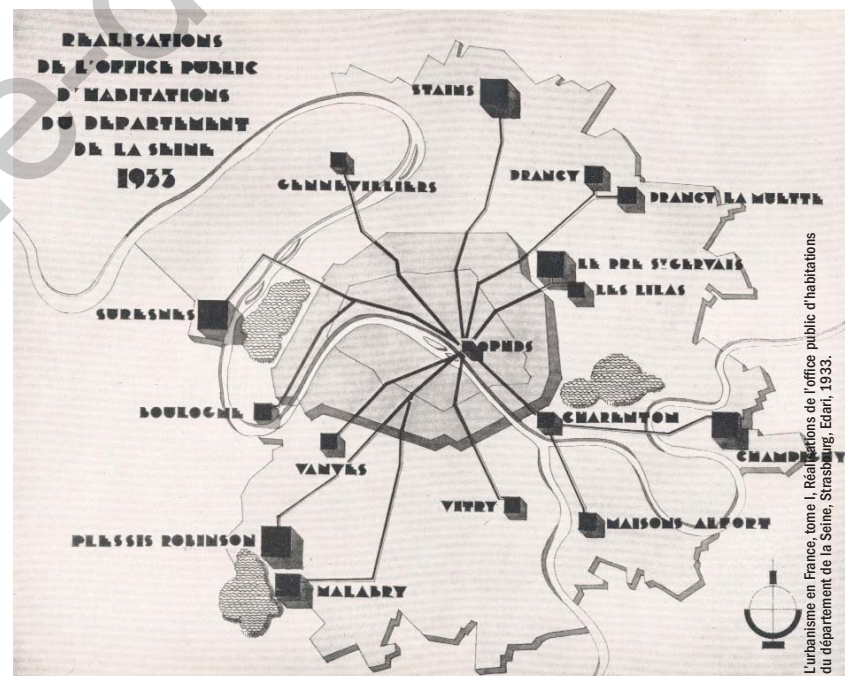 REALISATIONS
DE L'OFFICE PUBLIC
D'HABITATIONS
DU DEPARTEMENT
DE LA SEINE
1933
STAINS
GENNEVILLIERS
DRANCY
DRANCY LA MUETTE
LE PRE ST GERVAIS
LES LILAS
SURESNES
OPHDS
BOULOGNE
CHARENTON
CHAMPIGNY
VANVES
VITRY
MAISONS ALFORT
PLESSIS ROBINSON
MALABRY
L'urbanisme en France, tome I, Réalisations de l'office public d'habitations
du département de la Seine, Strasbourg, Edari, 1933.